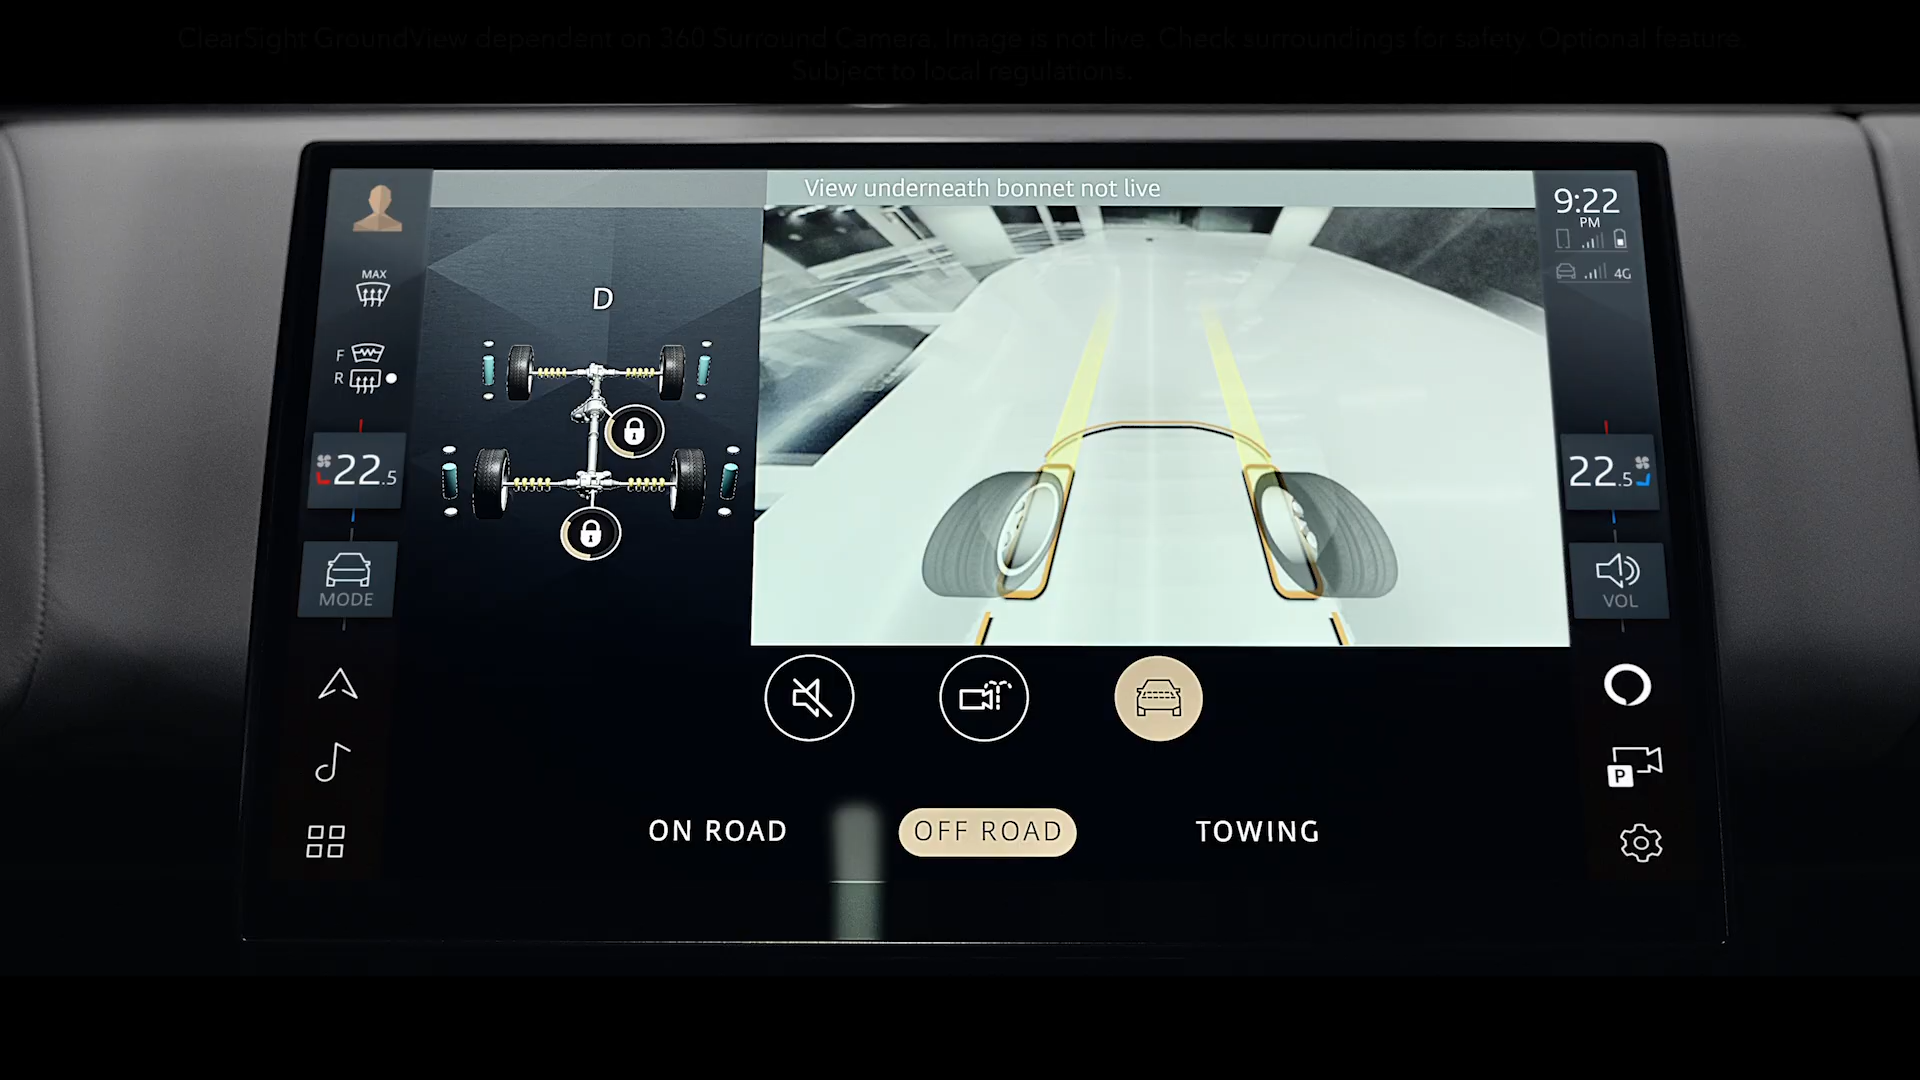 ClearSight GroundView dependent on 360 Surround Camera. Image is not live. Check surroundings for safety. Optional feature.
Subject to local regulations.
View underneath bonnet not live
9:22
PM
4G
MAX
D
F
R
22.5
22.5
MODE
VOL
P
ON ROAD
OFF ROAD
TOWING